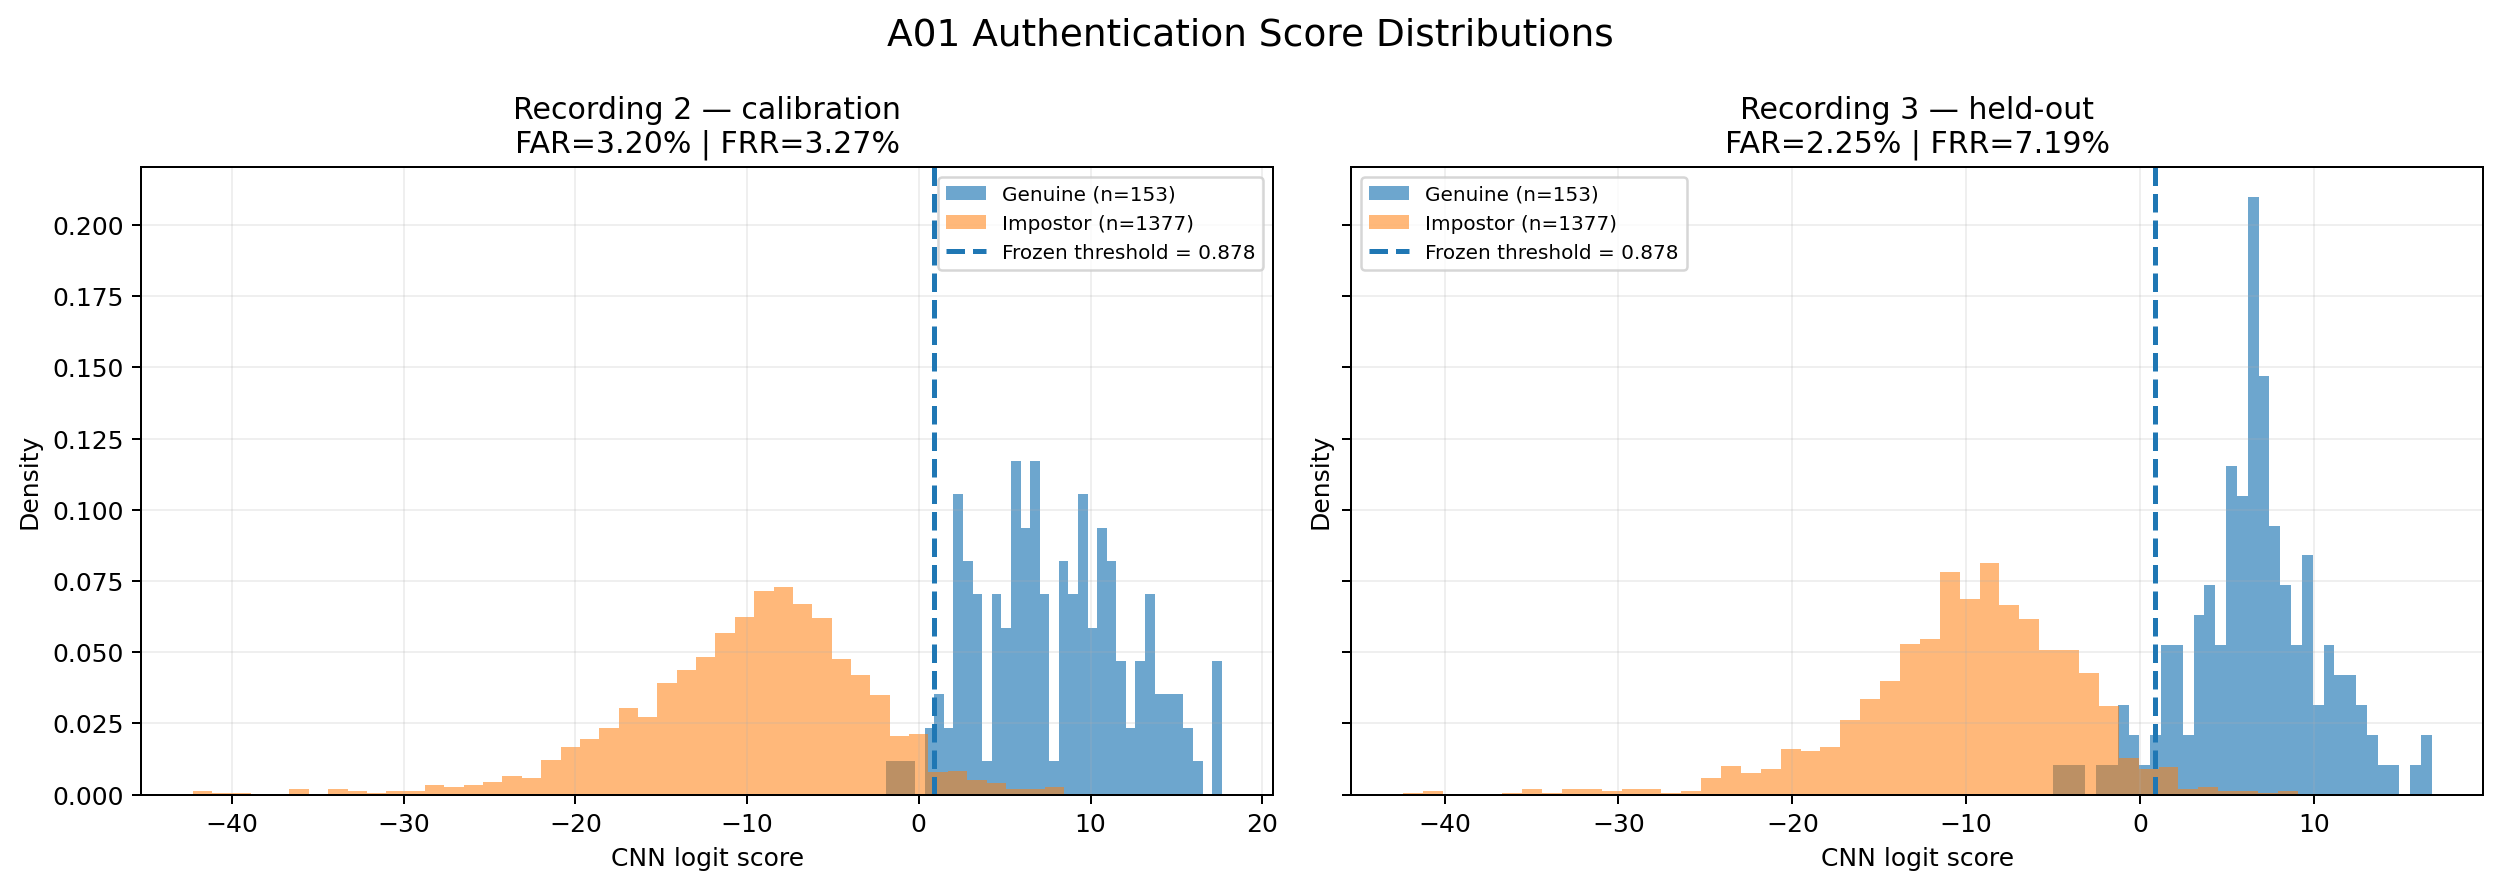 A01 Authentication Score Distributions
Recording 2 — calibration
FAR=3.20% | FRR=3.27%
Genuine (n=153)
Impostor (n=1377)
Frozen threshold = 0.878
0.200
0.175
0.150
0.125
0.100
0.075
0.050
0.025
0.000
Density
−40
−30
−20
−10
0
10
20
CNN logit score
Recording 3 — held-out
FAR=2.25% | FRR=7.19%
Genuine (n=153)
Impostor (n=1377)
Frozen threshold = 0.878
Density
−40
−30
−20
−10
0
10
CNN logit score